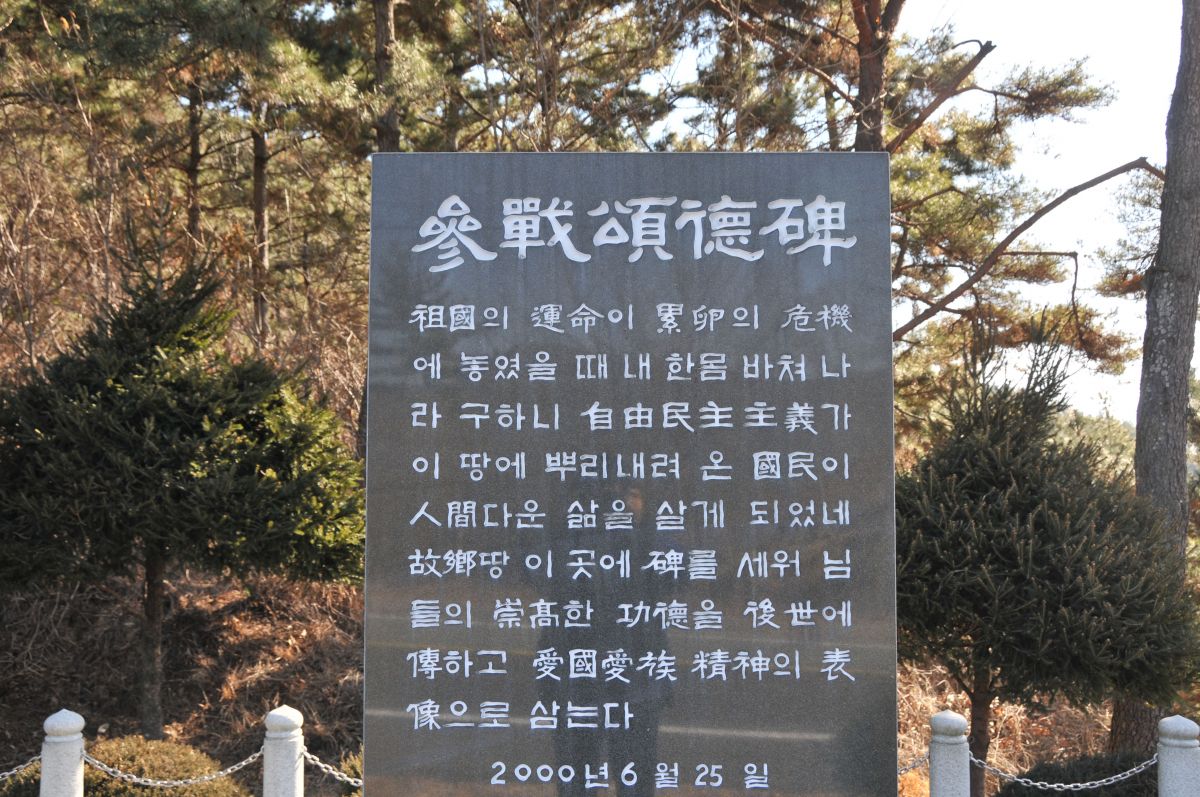 參戰頌德碑
祖國의 運命이 累卵의 危機
에 놓였을 때 내 한몸 바쳐 나
라 구하니 自由民主主義가
이 땅에 뿌리내려 온 國民이
人間다운 삶을 살게 되었네
故鄕땅 이 곳에 碑를 세워 님
들의 崇高한 功德을 後世에
傳하고 愛國愛族 精神의 表
像으로 삼는다
2000년 6월 25일